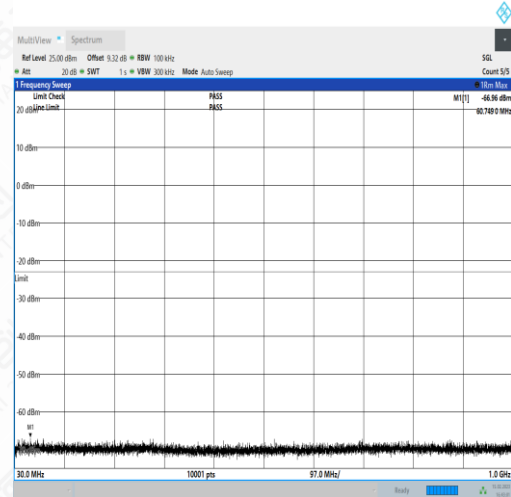 MultiView Spectrum
Ref Level 25.00 dBm Offset 9.32 dB RBW 100 kHz SGL
Att 20 dB SWT 1 s VBW 300 kHz Mode Auto Sweep Count 5/5
1 Frequency Sweep 1Rm Max
Limit Check PASS M1[1] -66.96 dBm
Line Limit PASS 60.7490 MHz
20 dBm
10 dBm
0 dBm
-10 dBm
-20 dBm
Limit
-30 dBm
-40 dBm
-50 dBm
-60 dBm
M1
30.0 MHz 10001 pts 97.0 MHz/ 1.0 GHz
Ready